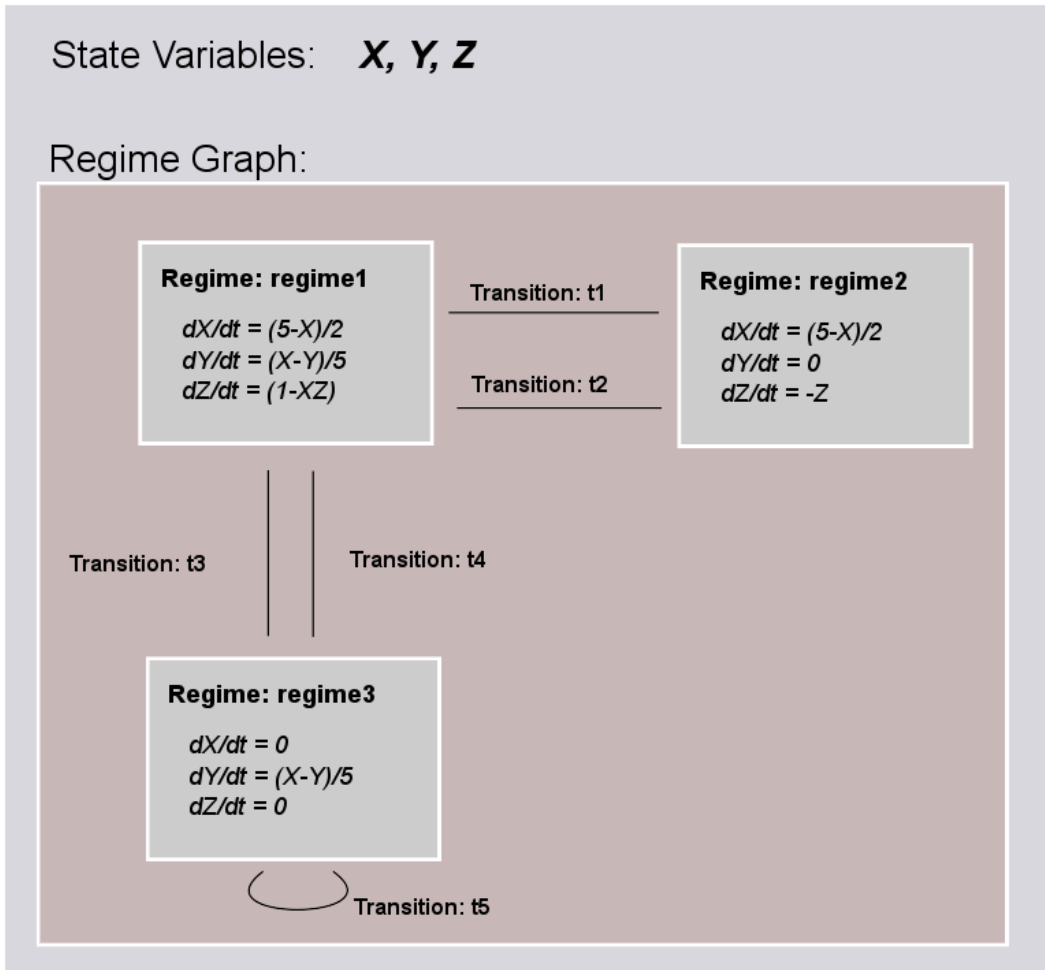 State Variables: X, Y, Z
Regime Graph:
Regime: regime1
dX/dt = (5-X)/2
dY/dt = (X-Y)/5
dZ/dt = (1-XZ)
Transition: t1
Transition: t2
Regime: regime2
dX/dt = (5-X)/2
dY/dt = 0
dZ/dt = -Z
Transition: t3
Transition: t4
Regime: regime3
dX/dt = 0
dY/dt = (X-Y)/5
dZ/dt = 0
Transition: t5